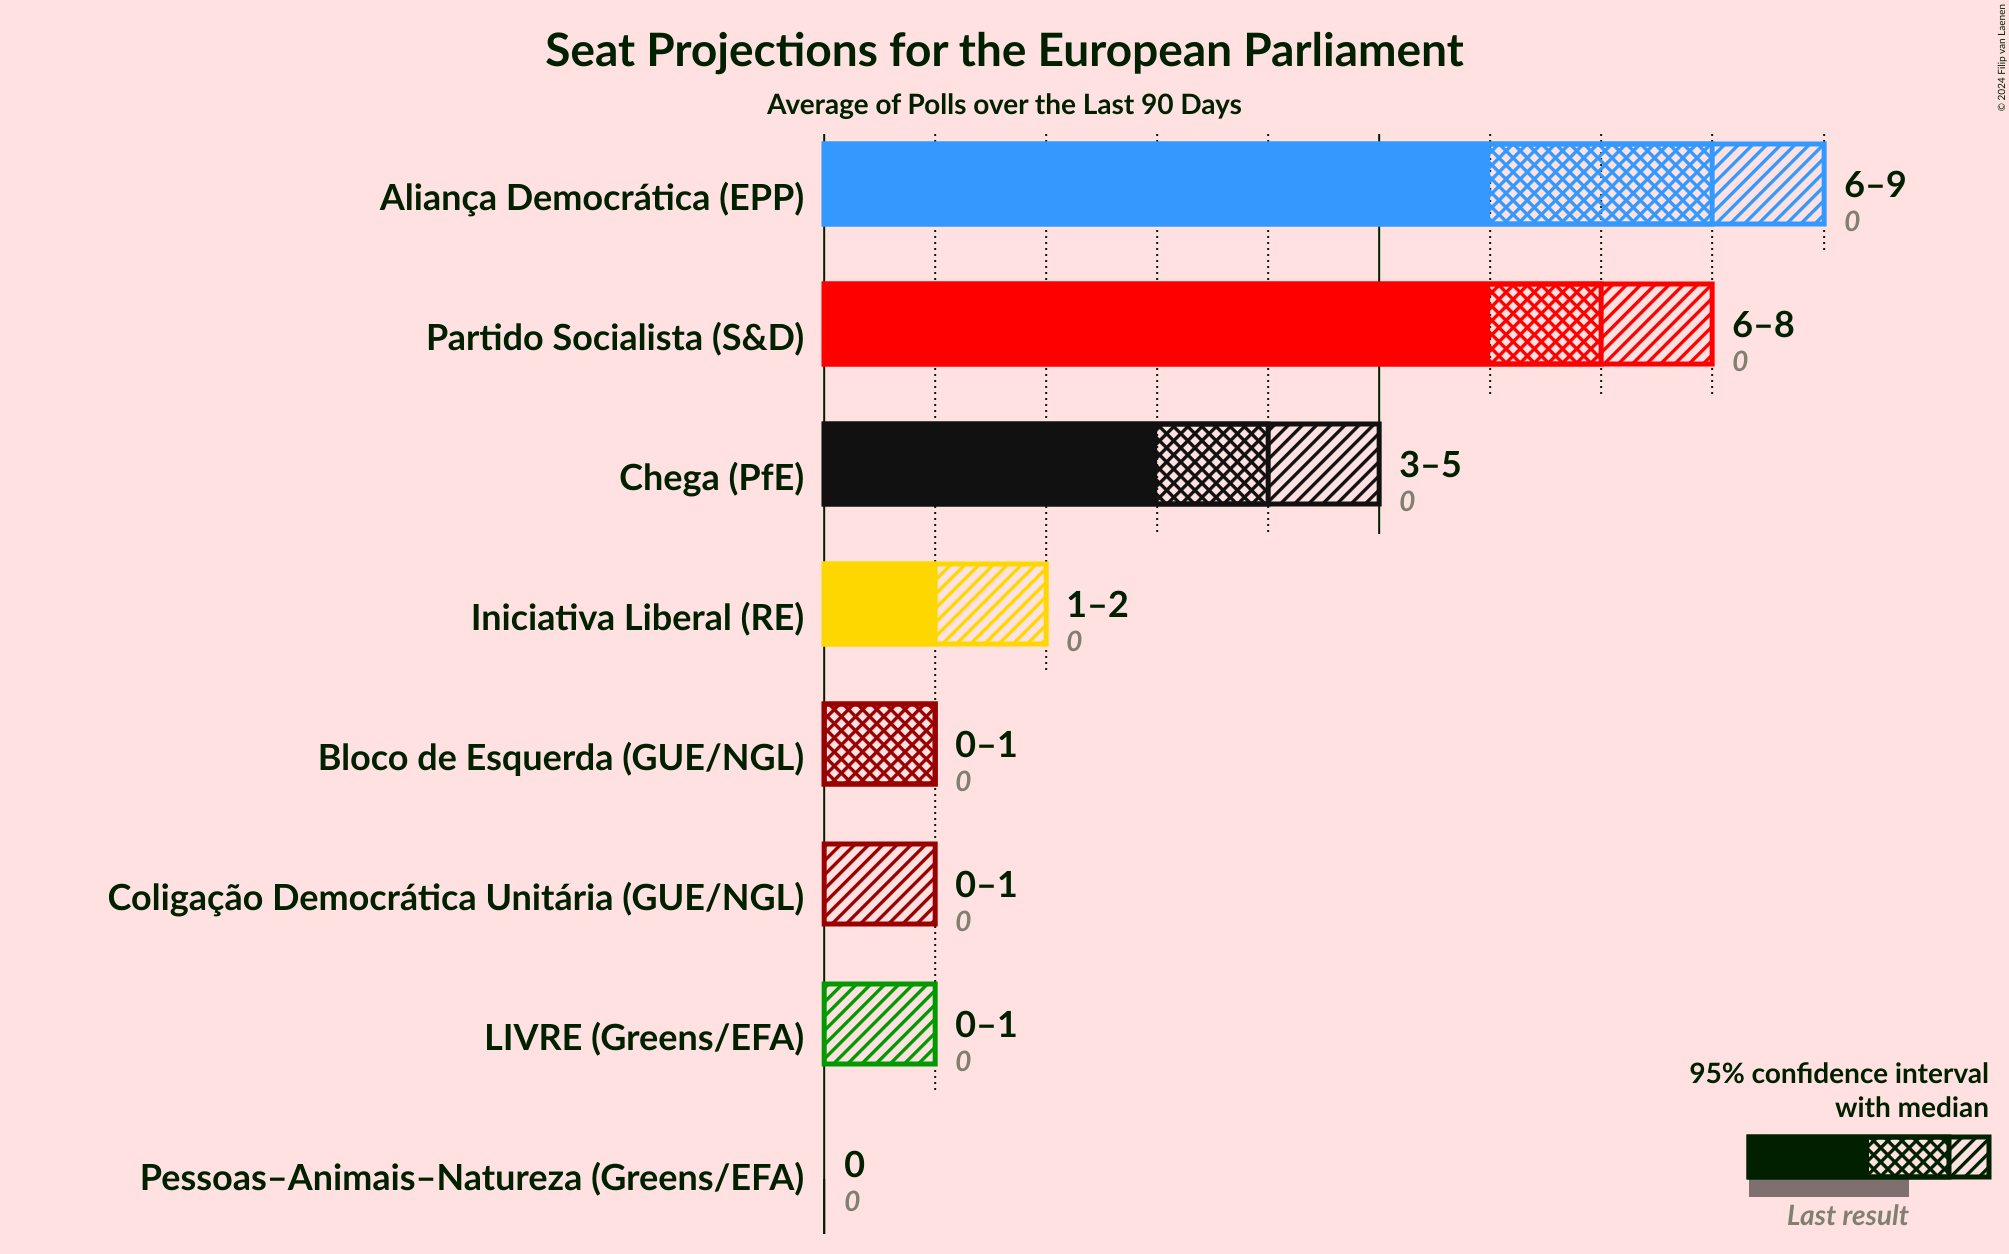 Seat Projections for the European Parliament
Average of Polls over the Last 90 Days
© 2024 Filip van Laenen
Aliança Democrática (EPP)
6–9
0
Partido Socialista (S&D)
6–8
0
Chega (PfE)
3–5
0
Iniciativa Liberal (RE)
1–2
0
Bloco de Esquerda (GUE/NGL)
0–1
0
Coligação Democrática Unitária (GUE/NGL)
0–1
0
LIVRE (Greens/EFA)
0–1
0
Pessoas–Animais–Natureza (Greens/EFA)
0
0
95% confidence interval
with median
Last result